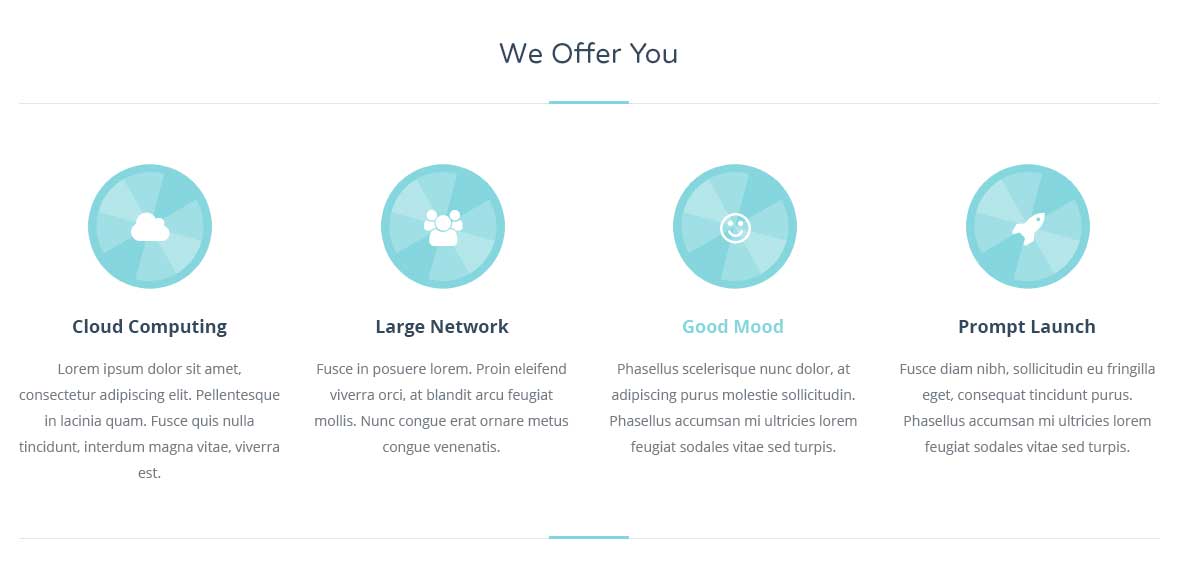 We Offer You
Cloud Computing
Lorem ipsum dolor sit amet,
consectetur adipiscing elit. Pellentesque
in lacinia quam. Fusce quis nulla
tincidunt, interdum magna vitae, viverra
est.
Large Network
Fusce in posuere lorem. Proin eleifend
viverra orci, at blandit arcu feugiat
mollis. Nunc congue erat ornare metus
congue venenatis.
Good Mood
Phasellus scelerisque nunc dolor, at
adipiscing purus molestie sollicitudin.
Phasellus accumsan mi ultricies lorem
feugiat sodales vitae sed turpis.
Prompt Launch
Fusce diam nibh, sollicitudin eu fringilla
eget, consequat tincidunt purus.
Phasellus accumsan mi ultricies lorem
feugiat sodales vitae sed turpis.